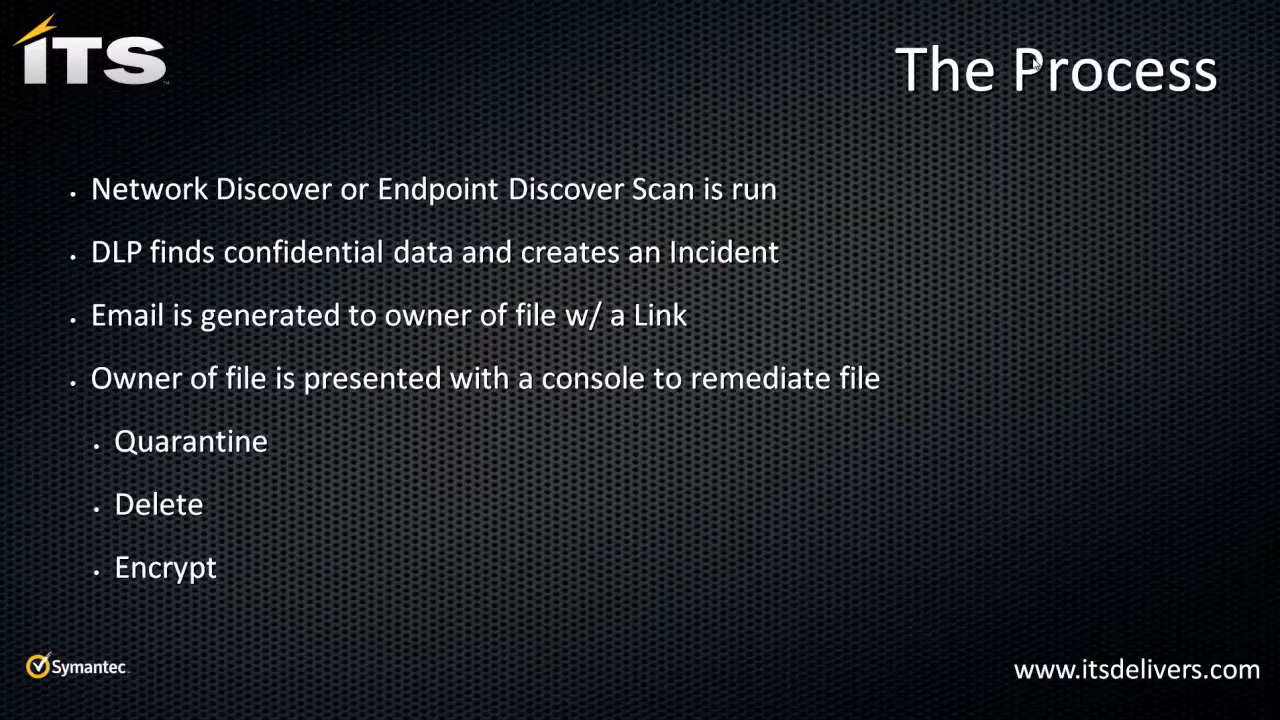 iTS
The Process
• Network Discover or Endpoint Discover Scan is run
• DLP finds confidential data and creates an Incident
• Email is generated to owner of file w/ a Link
• Owner of file is presented with a console to remediate file
• Quarantine
• Delete
• Encrypt
Symantec.
www.itsdelivers.com